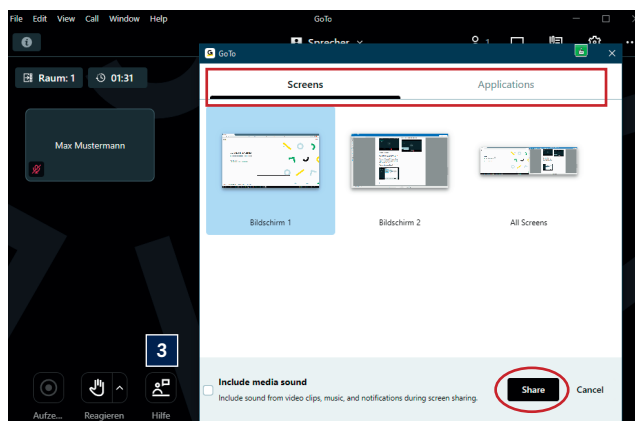 File Edit View Call Window Help
GoTo
Sprecher
1
GoTo
Raum: 1
01:31
Screens
Applications
Max Mustermann
Bildschirm 1
Bildschirm 2
All Screens
3
Include media sound
Include sound from video clips, music, and notifications during screen sharing.
Share
Cancel
Aufze...
Reagieren
Hilfe